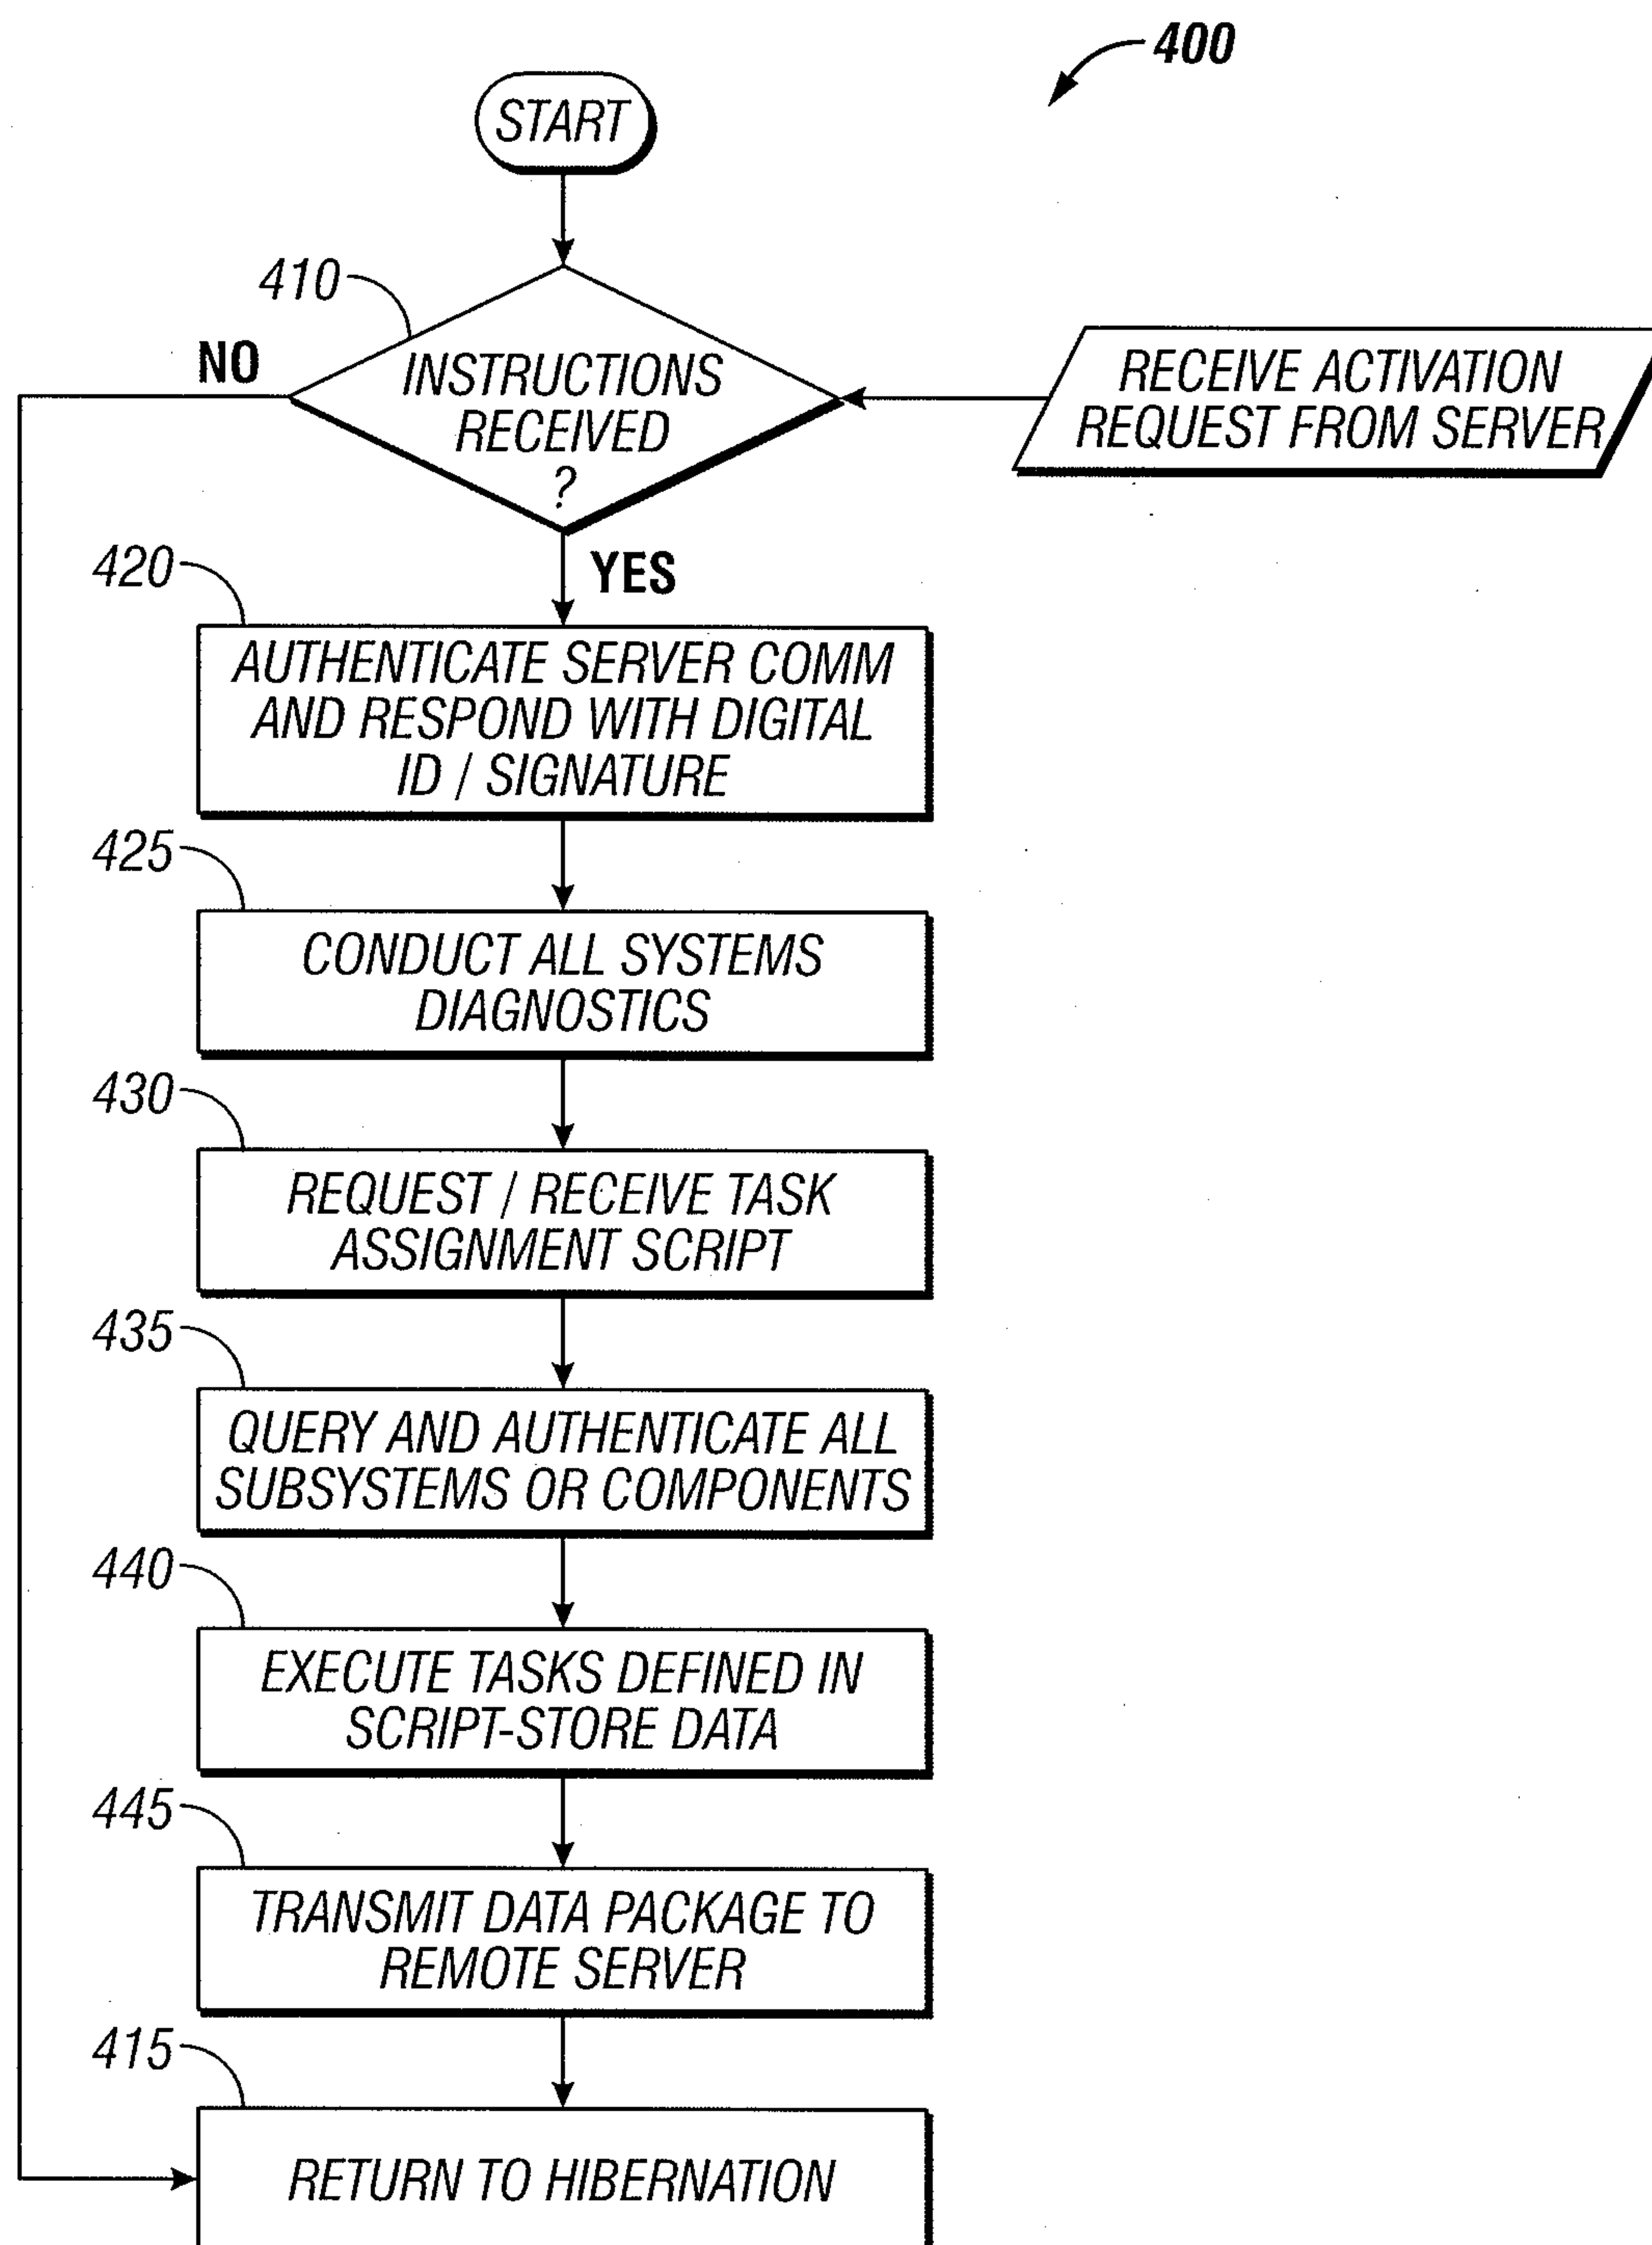 400
START
410
NO
INSTRUCTIONS
RECEIVED
?
RECEIVE ACTIVATION
REQUEST FROM SERVER
YES
420
AUTHENTICATE SERVER COMM
AND RESPOND WITH DIGITAL
ID / SIGNATURE
425
CONDUCT ALL SYSTEMS
DIAGNOSTICS
430
REQUEST / RECEIVE TASK
ASSIGNMENT SCRIPT
435
QUERY AND AUTHENTICATE ALL
SUBSYSTEMS OR COMPONENTS
440
EXECUTE TASKS DEFINED IN
SCRIPT-STORE DATA
445
TRANSMIT DATA PACKAGE TO
REMOTE SERVER
415
RETURN TO HIBERNATION